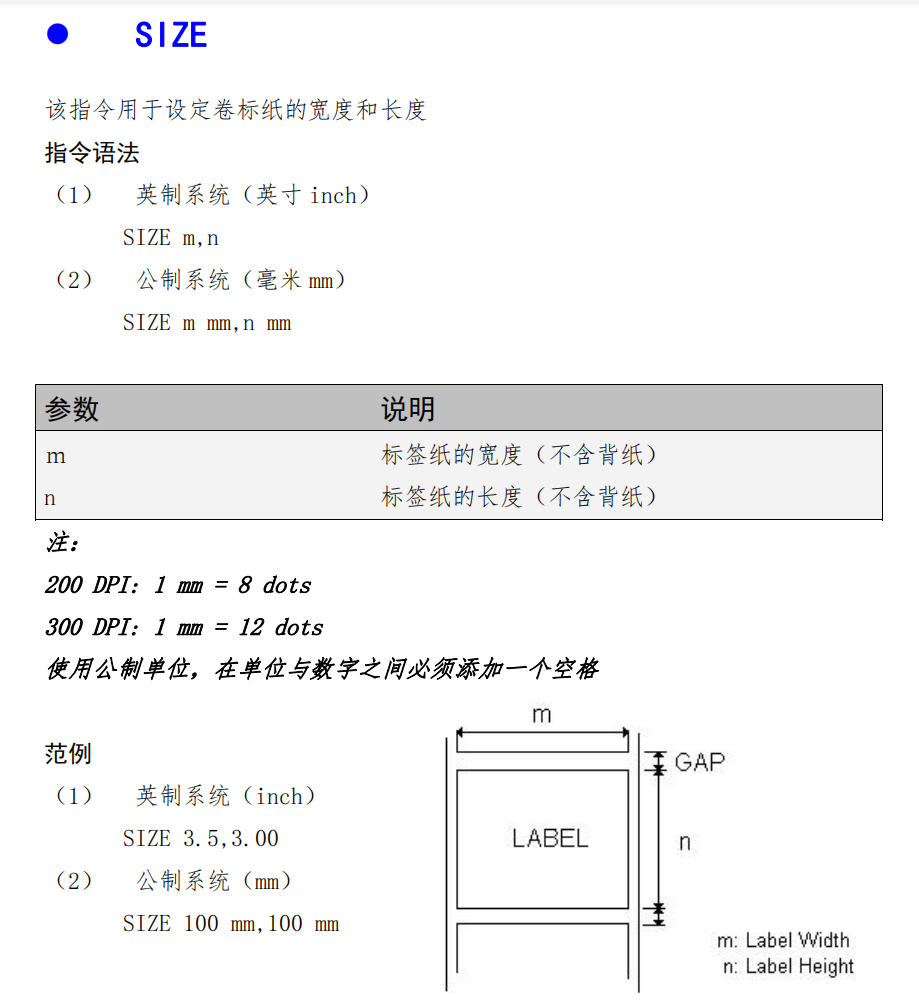 ● SIZE
该指令用于设定卷标纸的宽度和长度
指令语法
（1） 英制系统（英寸 inch）
SIZE m,n
（2） 公制系统（毫米 mm）
SIZE m mm,n mm
参数 说明
m 标签纸的宽度（不含背纸）
n 标签纸的长度（不含背纸）
注：
200 DPI: 1 mm = 8 dots
300 DPI: 1 mm = 12 dots
使用公制单位，在单位与数字之间必须添加一个空格
范例
（1） 英制系统（inch）
SIZE 3.5,3.00
（2） 公制系统（mm）
SIZE 100 mm,100 mm
m
GAP
LABEL
n
m: Label Width
n: Label Height